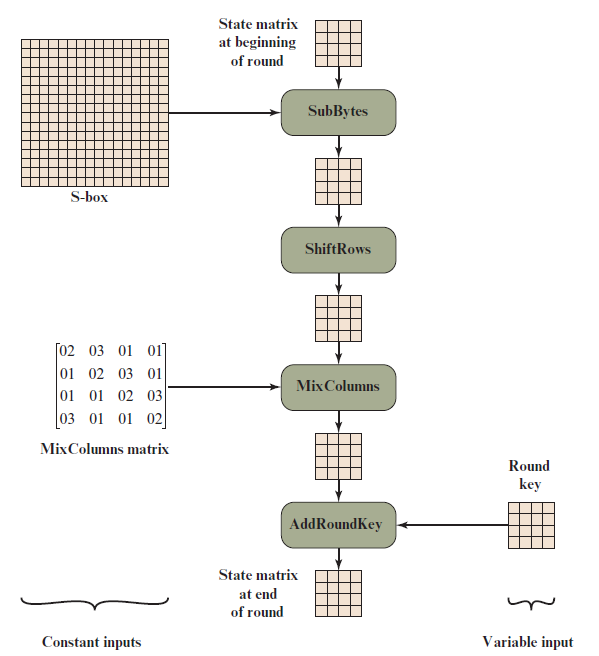 State matrix
at beginning
of round
SubBytes
S-box
ShiftRows
02 03 01 01
01 02 03 01
01 01 02 03
03 01 01 02
MixColumns
MixColumns matrix
Round
key
AddRoundKey
State matrix
at end
of round
Constant inputs
Variable input